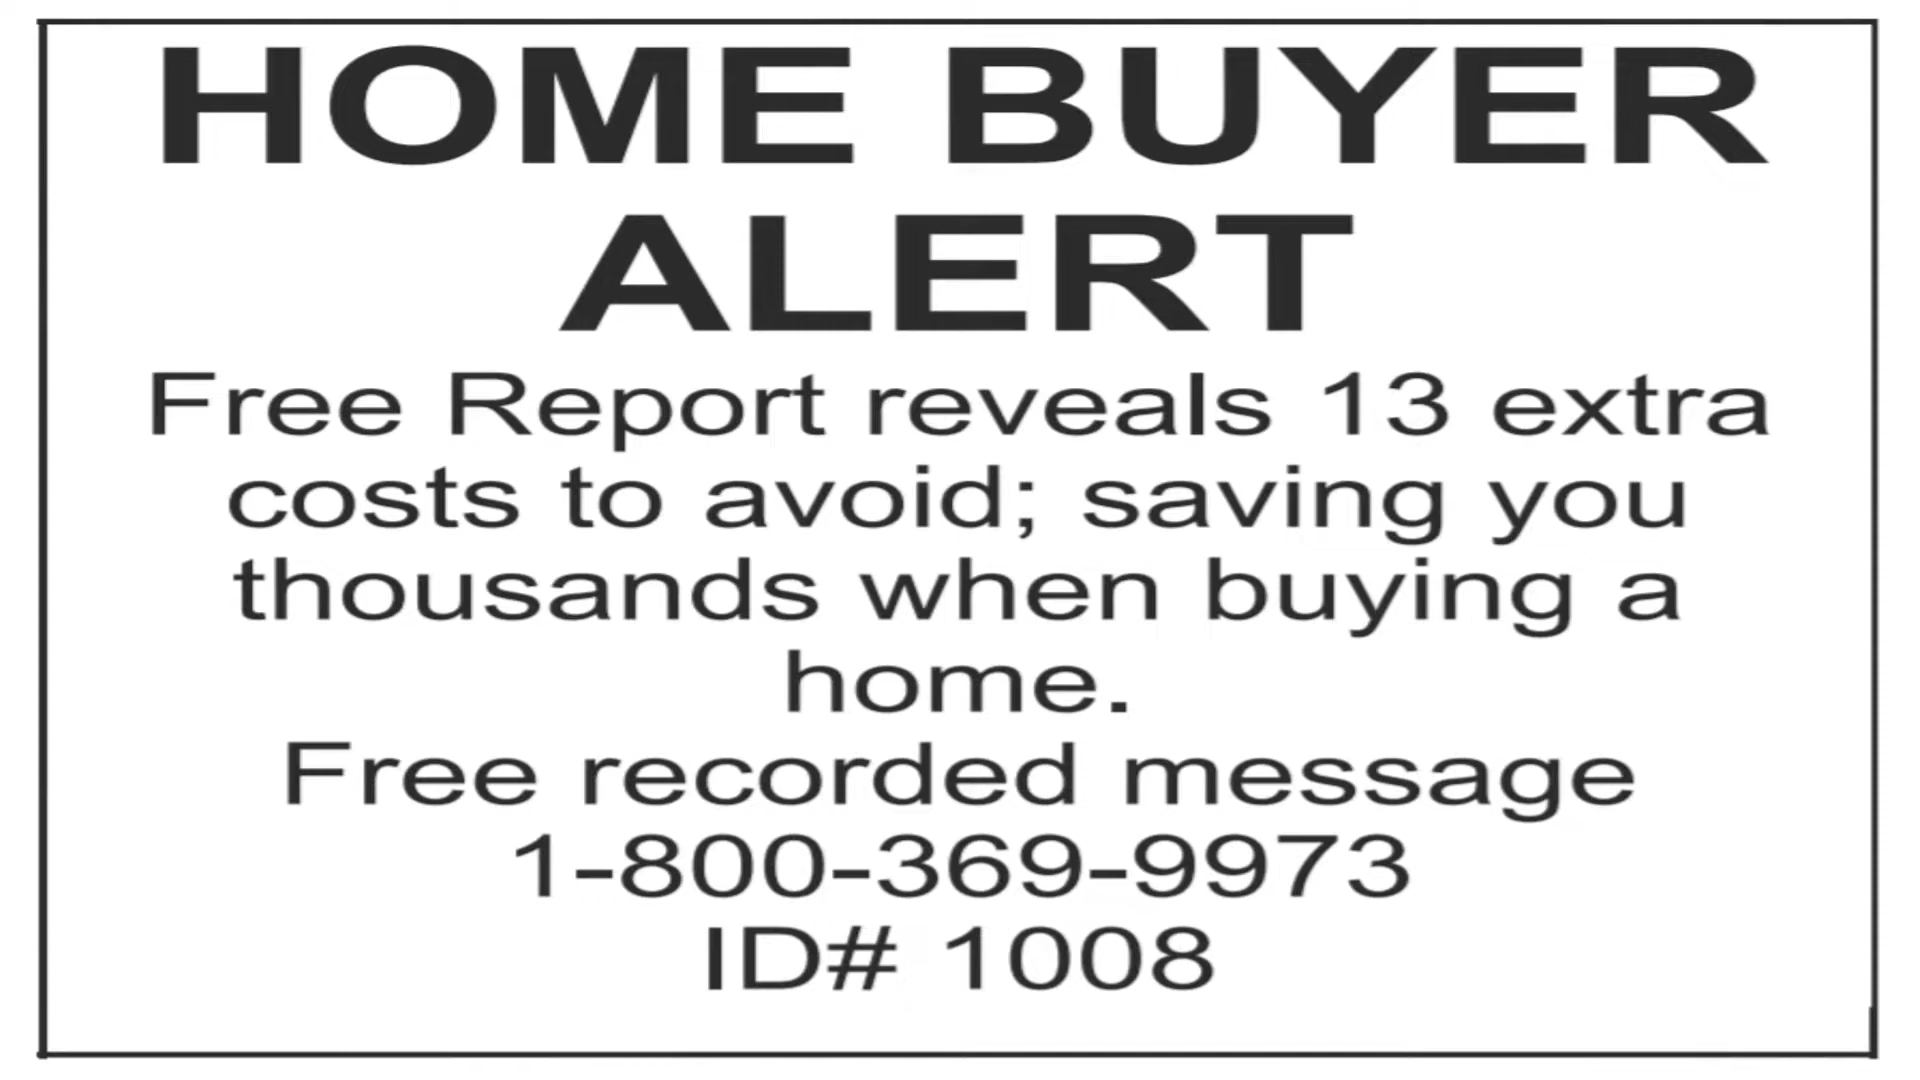 HOME BUYER
ALERT
Free Report reveals 13 extra
costs to avoid; saving you
thousands when buying a
home.
Free recorded message
1-800-369-9973
ID# 1008